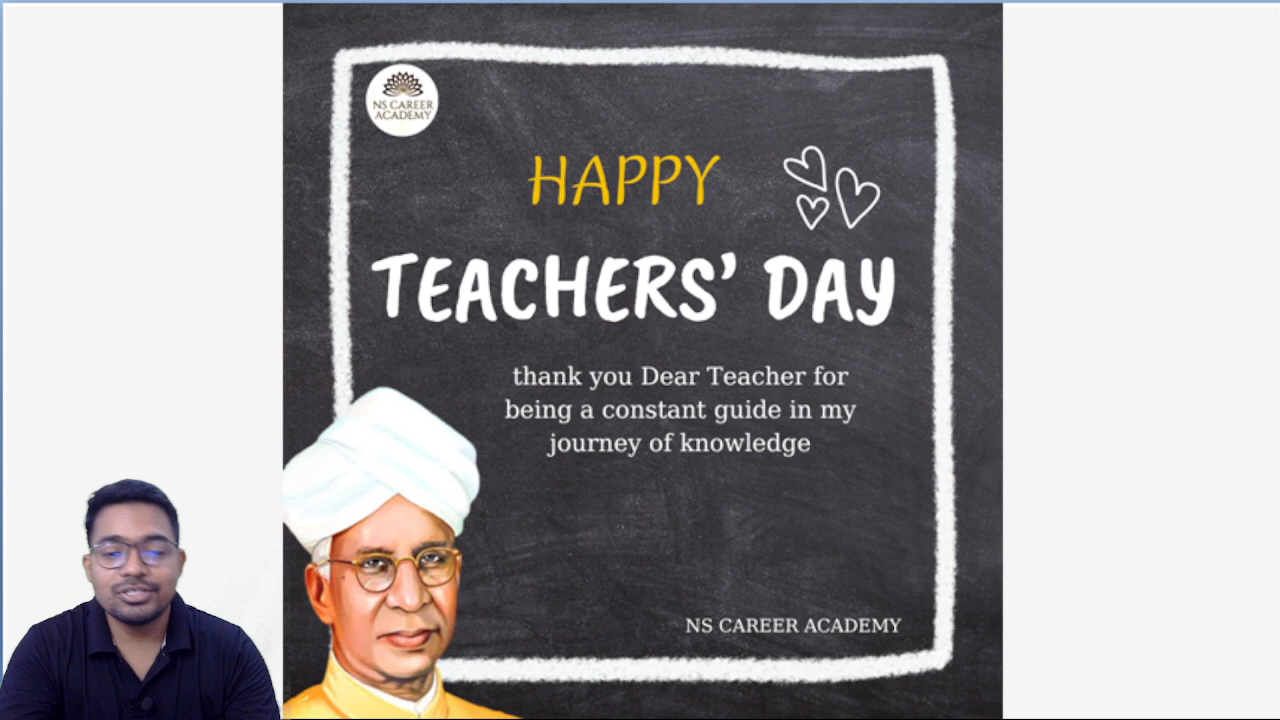 NS CAREER
ACADEMY
HAPPY
TEACHERS’ DAY
thank you Dear Teacher for
being a constant guide in my
journey of knowledge
NS CAREER ACADEMY